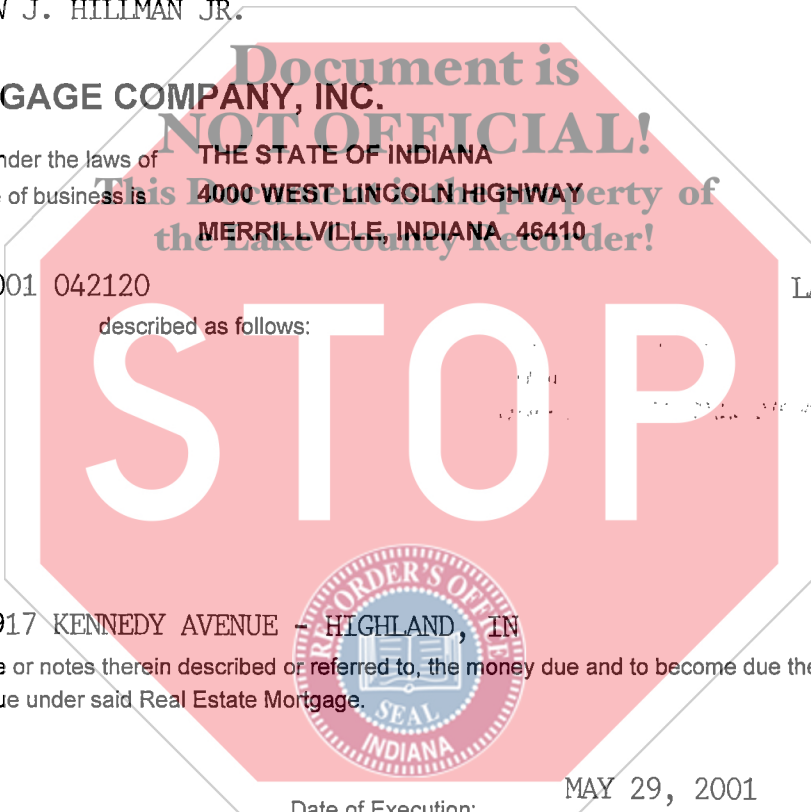 J. HILLMAN JR.
Document is
GAGE COMPANY, INC.
NOT OFFICIAL!
nder the laws of THE STATE OF INDIANA
of business is 4000 WEST LINCOLN HIGHWAY
This Document is the property of
MERRILLVILLE, INDIANA 46410
the Lake County Recorder!
001 042120 LA
described as follows:
STOP
917 KENNEDY AVENUE - HIGHLAND, IN
e or notes therein described or referred to, the money due and to become due the
ue under said Real Estate Mortgage.
RECORDER'S OFFICE
SEAL
INDIANA
MAY 29, 2001
Date of Execution: